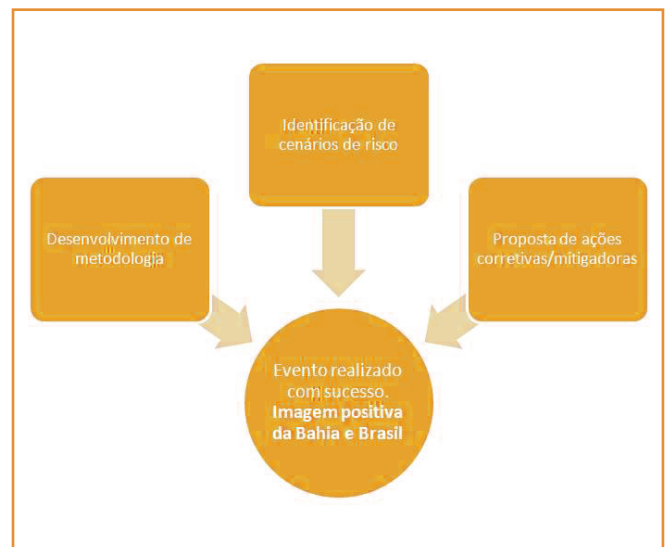 Identificação de
cenários de risco
Desenvolvimento de
metodologia
Proposta de ações
corretivas/mitigadoras
Evento realizado
com sucesso.
Imagem positiva
da Bahia e Brasil